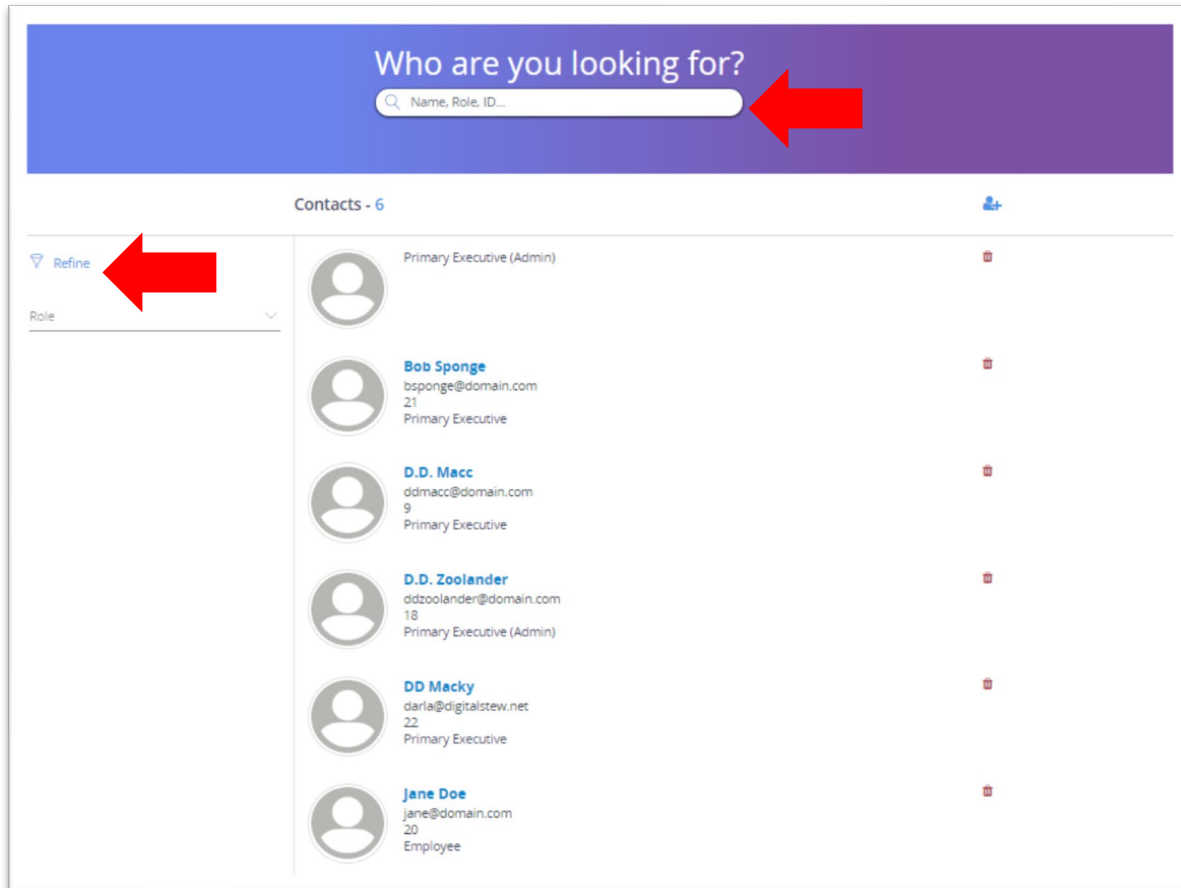 Who are you looking for?
Name, Role, ID...
Contacts - 6
Refine
Role
Primary Executive (Admin)
Bob Sponge
bsponge@domain.com
21
Primary Executive
D.D. Macc
ddmacc@domain.com
9
Primary Executive
D.D. Zoolander
ddzoolander@domain.com
18
Primary Executive (Admin)
DD Macky
darla@digitalstew.net
22
Primary Executive
Jane Doe
jane@domain.com
20
Employee